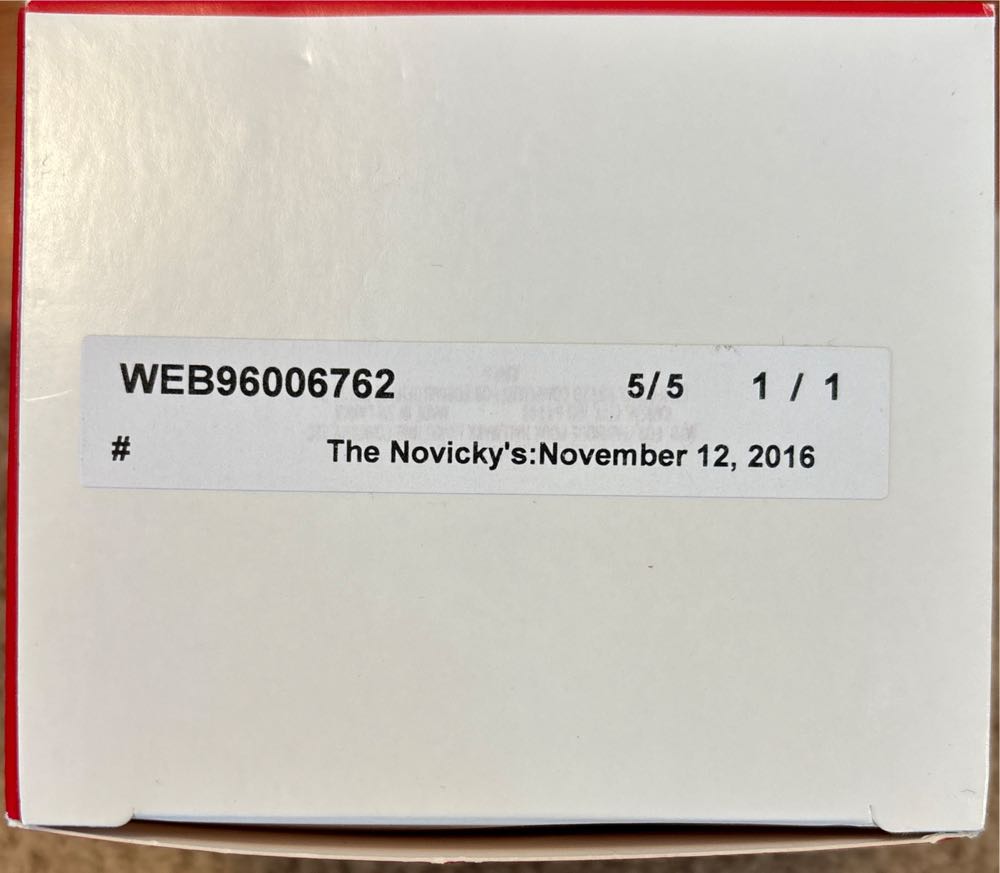 WEB96006762 5/5 1 / 1
# The Novicky's:November 12, 2016